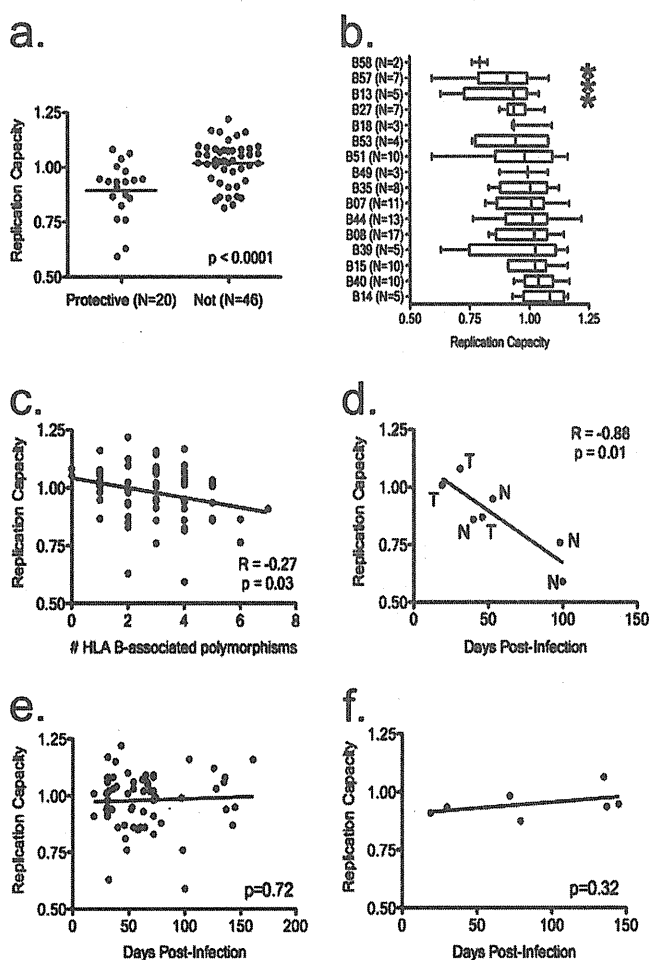 a.
Replication Capacity
1.25
1.00
0.75
0.50
p < 0.0001
Protective (N=20) Not (N=46)
b.
B58 (N=2)
B57 (N=7)
B13 (N=5)
B27 (N=7)
B18 (N=3)
B53 (N=4)
B51 (N=10)
B49 (N=3)
B35 (N=8)
B07 (N=11)
B44 (N=13)
B08 (N=17)
B39 (N=5)
B15 (N=10)
B40 (N=10)
B14 (N=5)
***
0.50 0.75 1.00 1.25
Replication Capacity
c.
Replication Capacity
1.25
1.00
0.75
0.50
R = -0.27
p = 0.03
0 2 4 6 8
# HLA B-associated polymorphisms
d.
Replication Capacity
1.25
1.00
0.75
0.50
R = -0.88
p = 0.01
T
T
N
N
T
N
N
0 50 100 150
Days Post-Infection
e.
Replication Capacity
1.25
1.00
0.75
0.50
p=0.72
0 50 100 150 200
Days Post-Infection
f.
Replication Capacity
1.25
1.00
0.75
0.50
p=0.32
0 50 100 150
Days Post-Infection